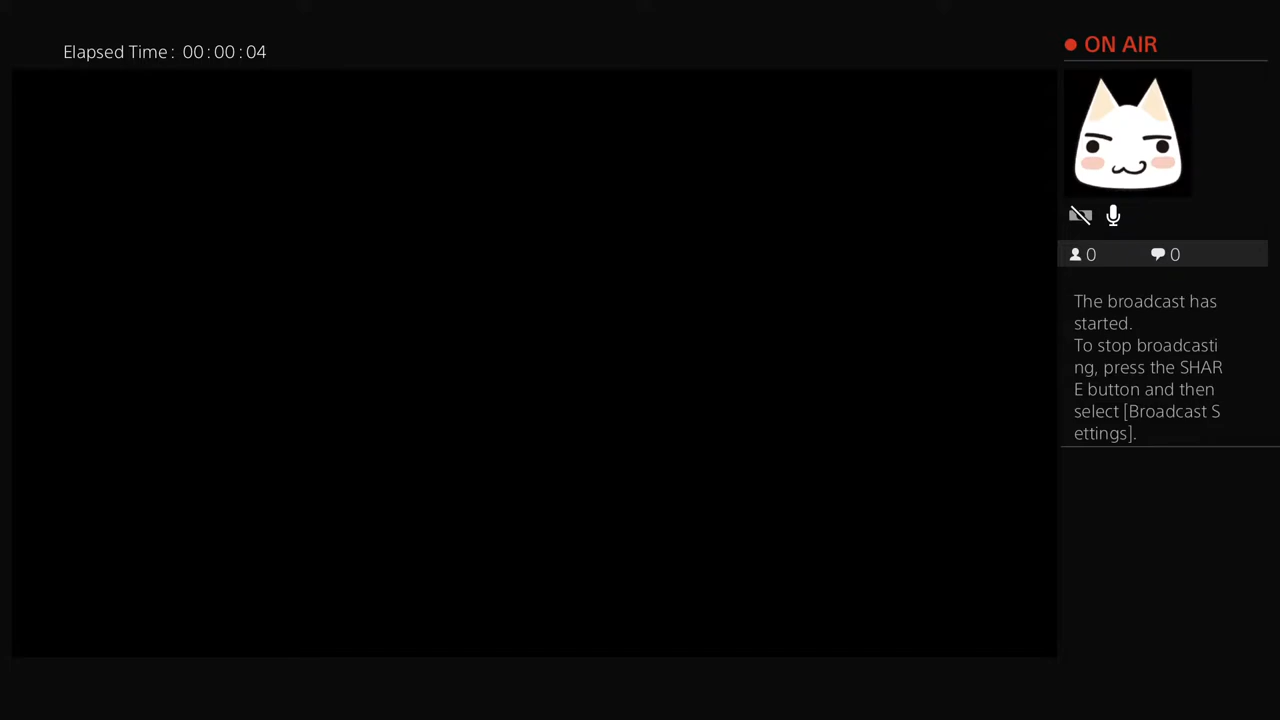 Elapsed Time: 00:00:04
ON AIR
0 0
The broadcast has
started.
To stop broadcasti
ng, press the SHAR
E button and then
select [Broadcast S
ettings].